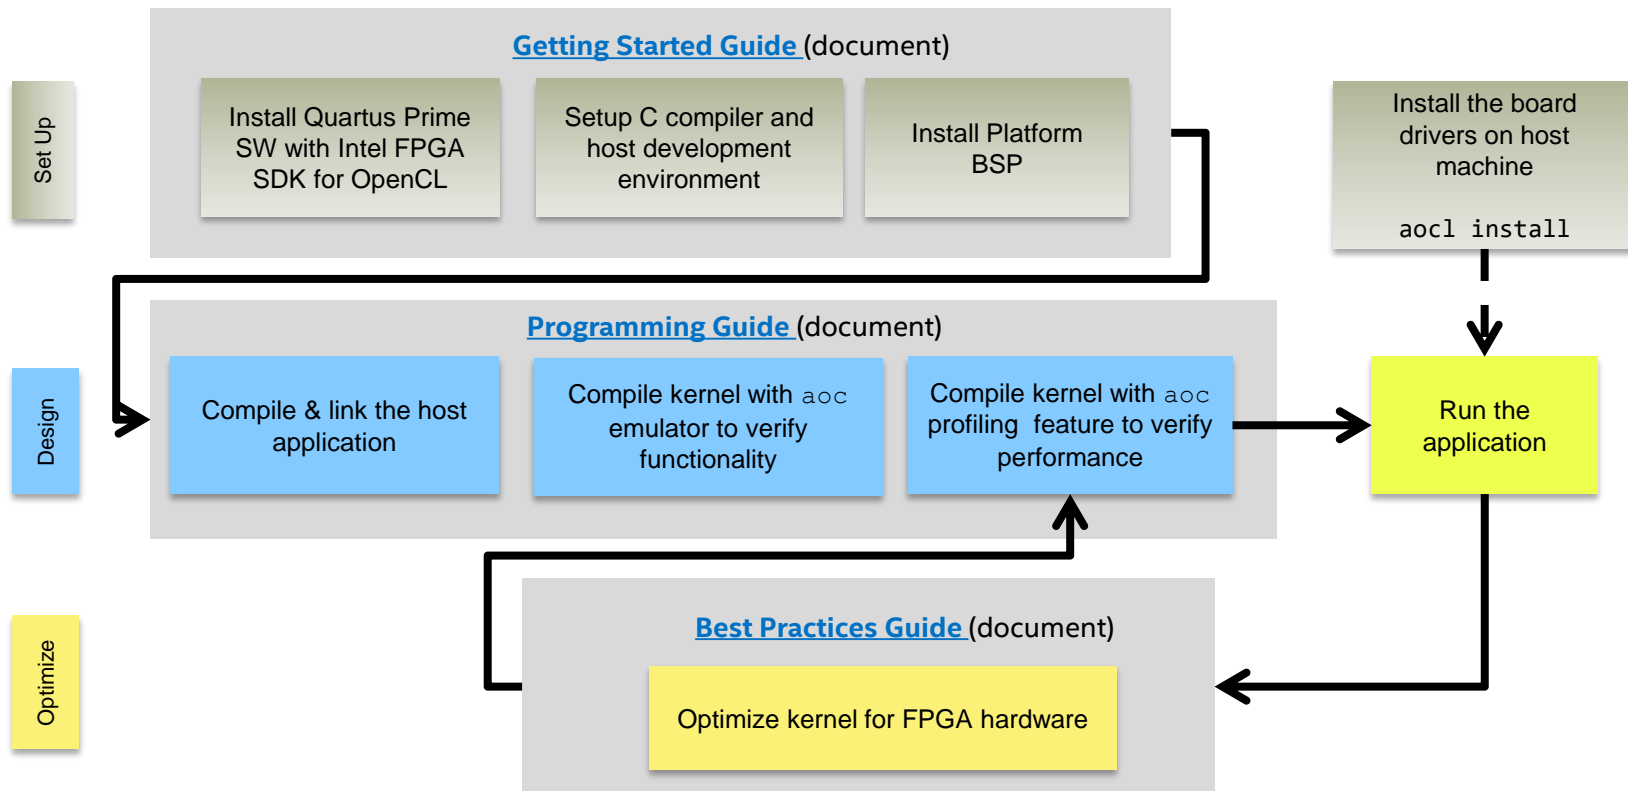 Getting Started Guide (document)
Set Up
Install Quartus Prime
SW with Intel FPGA
SDK for OpenCL
Setup C compiler and
host development
environment
Install Platform
BSP
Install the board
drivers on host
machine
aocl install
Programming Guide (document)
Design
Compile & link the host
application
Compile kernel with aoc
emulator to verify
functionality
Compile kernel with aoc
profiling feature to verify
performance
Run the
application
Best Practices Guide (document)
Optimize
Optimize kernel for FPGA hardware